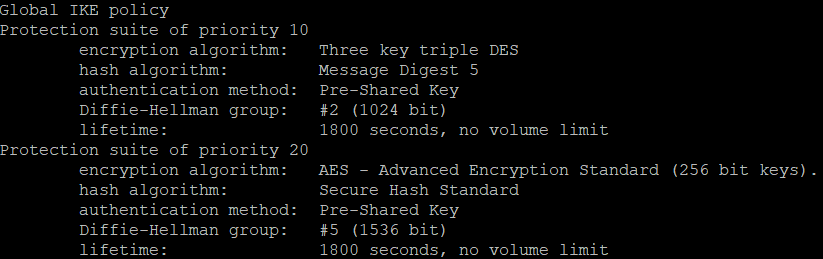 Global IKE policy
Protection suite of priority 10
encryption algorithm: Three key triple DES
hash algorithm: Message Digest 5
authentication method: Pre-Shared Key
Diffie-Hellman group: #2 (1024 bit)
lifetime: 1800 seconds, no volume limit
Protection suite of priority 20
encryption algorithm: AES - Advanced Encryption Standard (256 bit keys).
hash algorithm: Secure Hash Standard
authentication method: Pre-Shared Key
Diffie-Hellman group: #5 (1536 bit)
lifetime: 1800 seconds, no volume limit